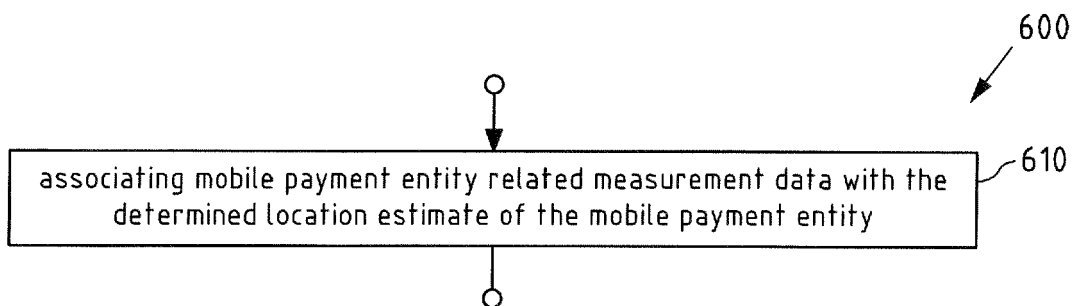 600
associating mobile payment entity related measurement data with the
determined location estimate of the mobile payment entity
610